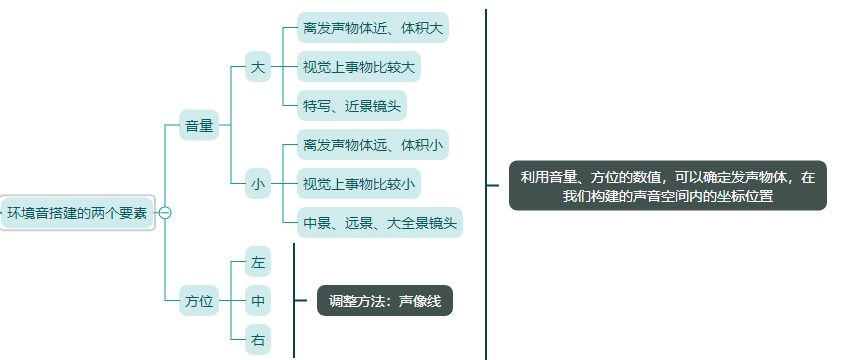 环境音搭建的两个要素
音量
大
离发声物体近、体积大
视觉上事物比较大
特写、近景镜头
小
离发声物体远、体积小
视觉上事物比较小
中景、远景、大全景镜头
方位
左
中
右
调整方法：声像线
利用音量、方位的数值，可以确定发声物体，在
我们构建的声音空间内的坐标位置